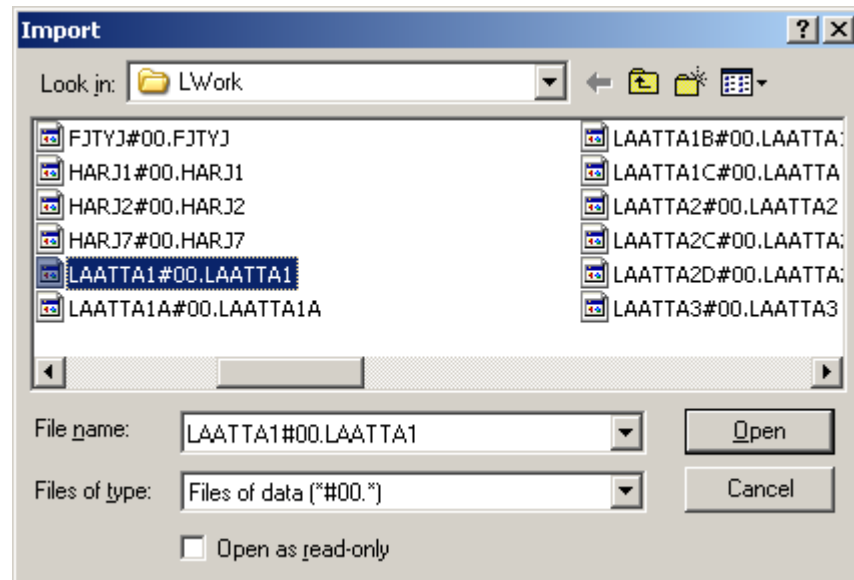 Import
Look in: LWork
FJTYJ#00.FJTYJ
HARJ1#00.HARJ1
HARJ2#00.HARJ2
HARJ7#00.HARJ7
LAATTA1#00.LAATTA1
LAATTA1A#00.LAATTA1A
LAATTA1B#00.LAATTA1
LAATTA1C#00.LAATTA
LAATTA2#00.LAATTA2
LAATTA2C#00.LAATTA2
LAATTA2D#00.LAATTA2
LAATTA3#00.LAATTA3
File name: LAATTA1#00.LAATTA1 Open
Files of type: Files of data (*#00.*) Cancel
Open as read-only